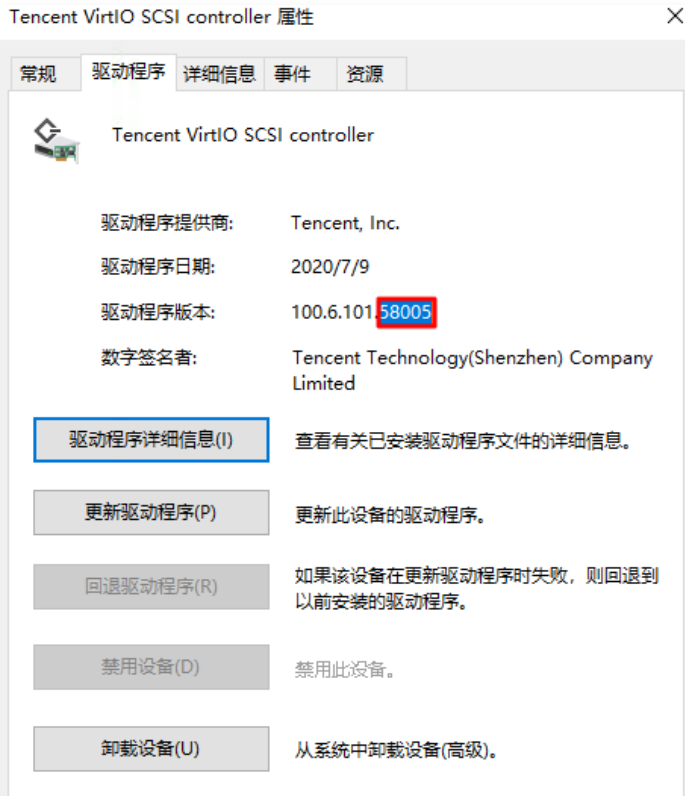 Tencent VirtIO SCSI controller 属性
常规 驱动程序 详细信息 事件 资源
Tencent VirtIO SCSI controller
驱动程序提供商: Tencent, Inc.
驱动程序日期: 2020/7/9
驱动程序版本: 100.6.101.58005
数字签名者: Tencent Technology(Shenzhen) Company
Limited
驱动程序详细信息(I) 查看有关已安装驱动程序文件的详细信息。
更新驱动程序(P) 更新此设备的驱动程序。
回退驱动程序(R) 如果该设备在更新驱动程序时失败，则回退到
以前安装的驱动程序。
禁用设备(D) 禁用此设备。
卸载设备(U) 从系统中卸载设备(高级)。